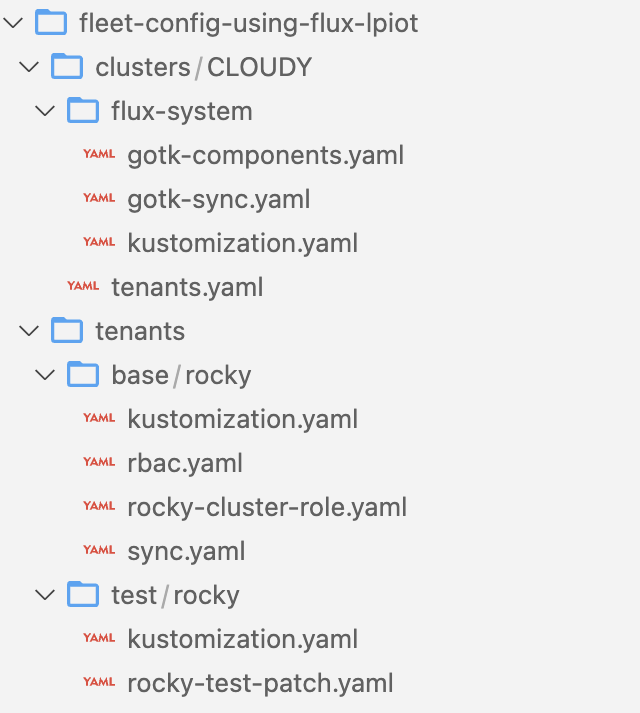 fleet-config-using-flux-lpiot
clusters/CLOUDY
flux-system
YAML gotk-components.yaml
YAML gotk-sync.yaml
YAML kustomization.yaml
YAML tenants.yaml
tenants
base/rocky
YAML kustomization.yaml
YAML rbac.yaml
YAML rocky-cluster-role.yaml
YAML sync.yaml
test/rocky
YAML kustomization.yaml
YAML rocky-test-patch.yaml